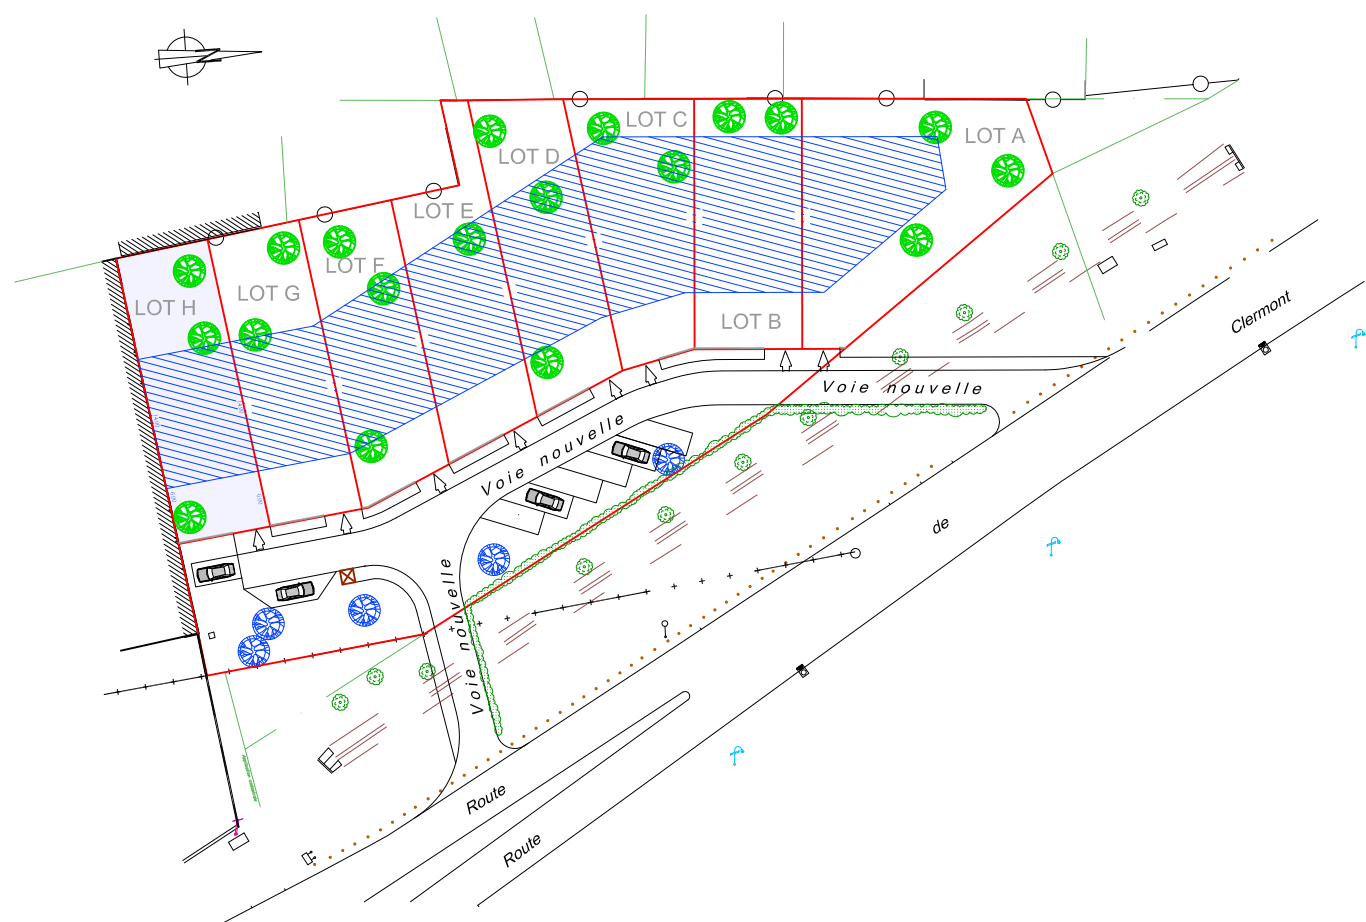 LOT C
LOT A
LOT D
LOT E
LOT F
LOT G
LOT H
LOT B
Clermont
Voie nouvelle
Voie nouvelle
de
Voie nouvelle
Route
Route